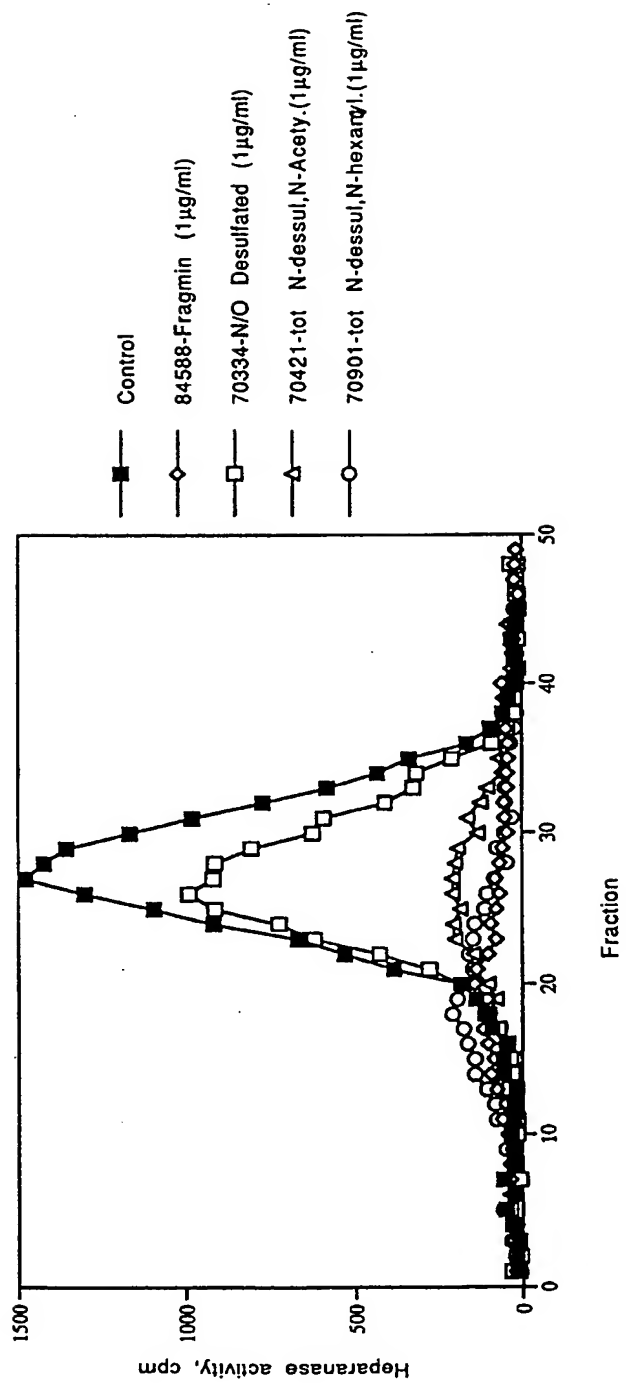 Control
84588-Fragmin (1µg/ml)
70334-N/O Desulfated (1µg/ml)
70421-tot N-dessul,N-Acety.(1µg/ml)
70901-tot N-dessul,N-hexanyl.(1µg/ml)
Heparanase activity, cpm
1500
1000
500
0
0
10
20
30
40
50
Fraction